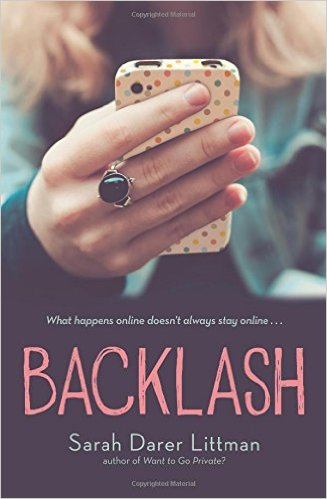 What happens online doesn't always stay online . . .
BACKLASH
Sarah Darer Littman
author of Want to Go Private?